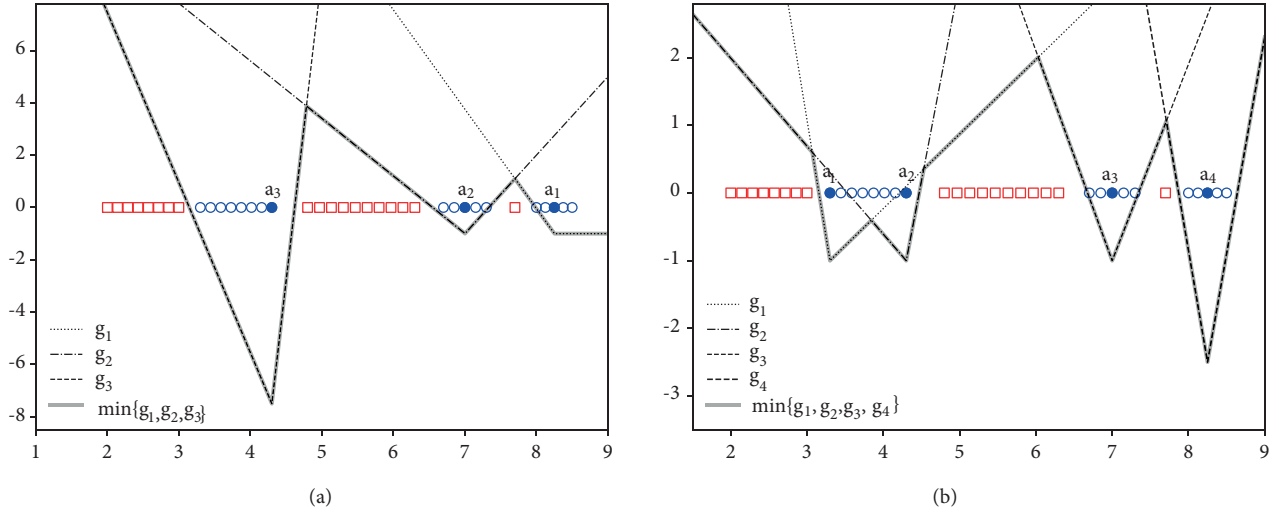 6
4
2
0
-2
-4
-6
-8
1 2 3 4 5 6 7 8 9
a3
a2
a1
g1
g2
g3
min{g1,g2,g3}
(a)
2
1
0
-1
-2
-3
2 3 4 5 6 7 8 9
a1
a2
a3
a4
g1
g2
g3
g4
min{g1, g2,g3, g4}
(b)